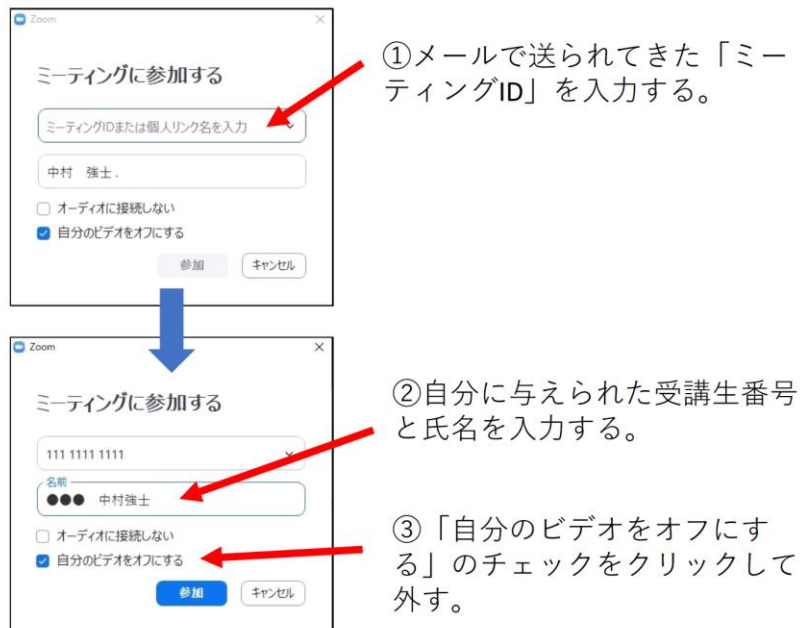 Zoom
ミーティングに参加する
ミーティングIDまたは個人リンク名を入力
中村　強士.
オーディオに接続しない
自分のビデオをオフにする
参加
キャンセル
①メールで送られてきた「ミー
ティングID」を入力する。
Zoom
ミーティングに参加する
111 1111 1111
名前
●●●　中村強士
オーディオに接続しない
自分のビデオをオフにする
参加
キャンセル
②自分に与えられた受講生番号
と氏名を入力する。
③「自分のビデオをオフにす
る」のチェックをクリックして
外す。